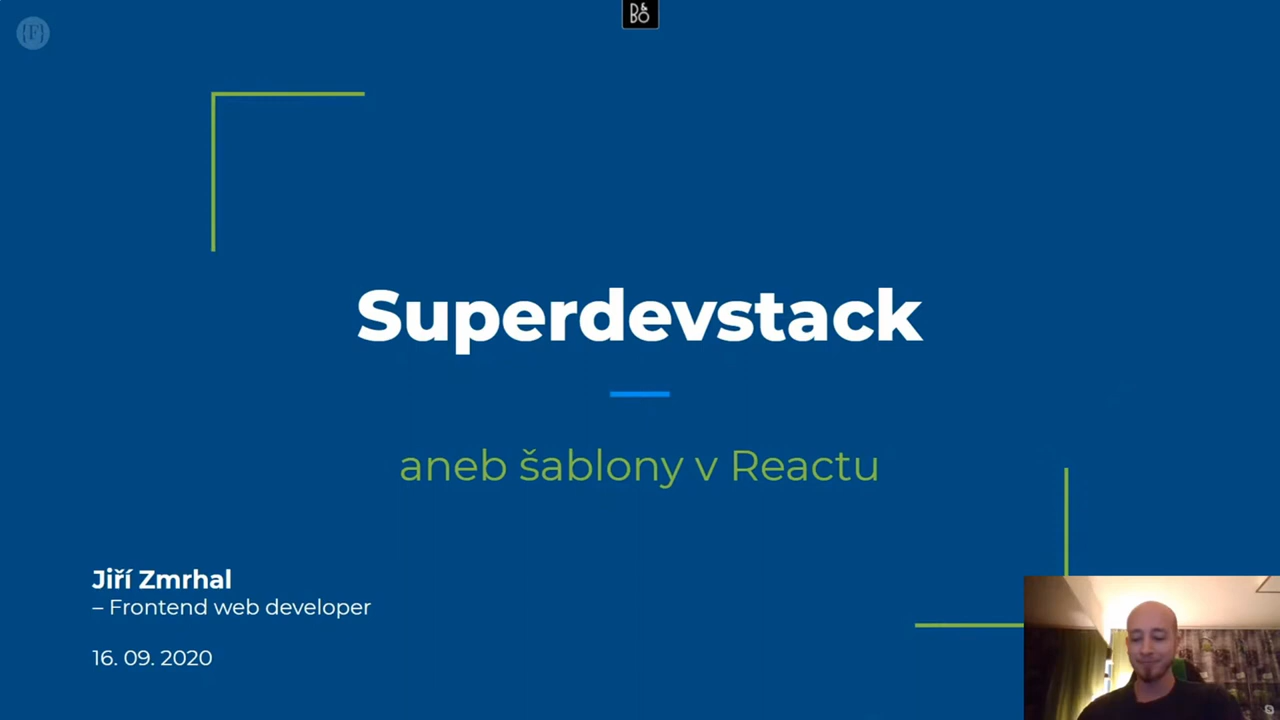 {F}
B&O
Superdevstack
aneb šablony v Reactu
Jiří Zmrhal
– Frontend web developer
16. 09. 2020